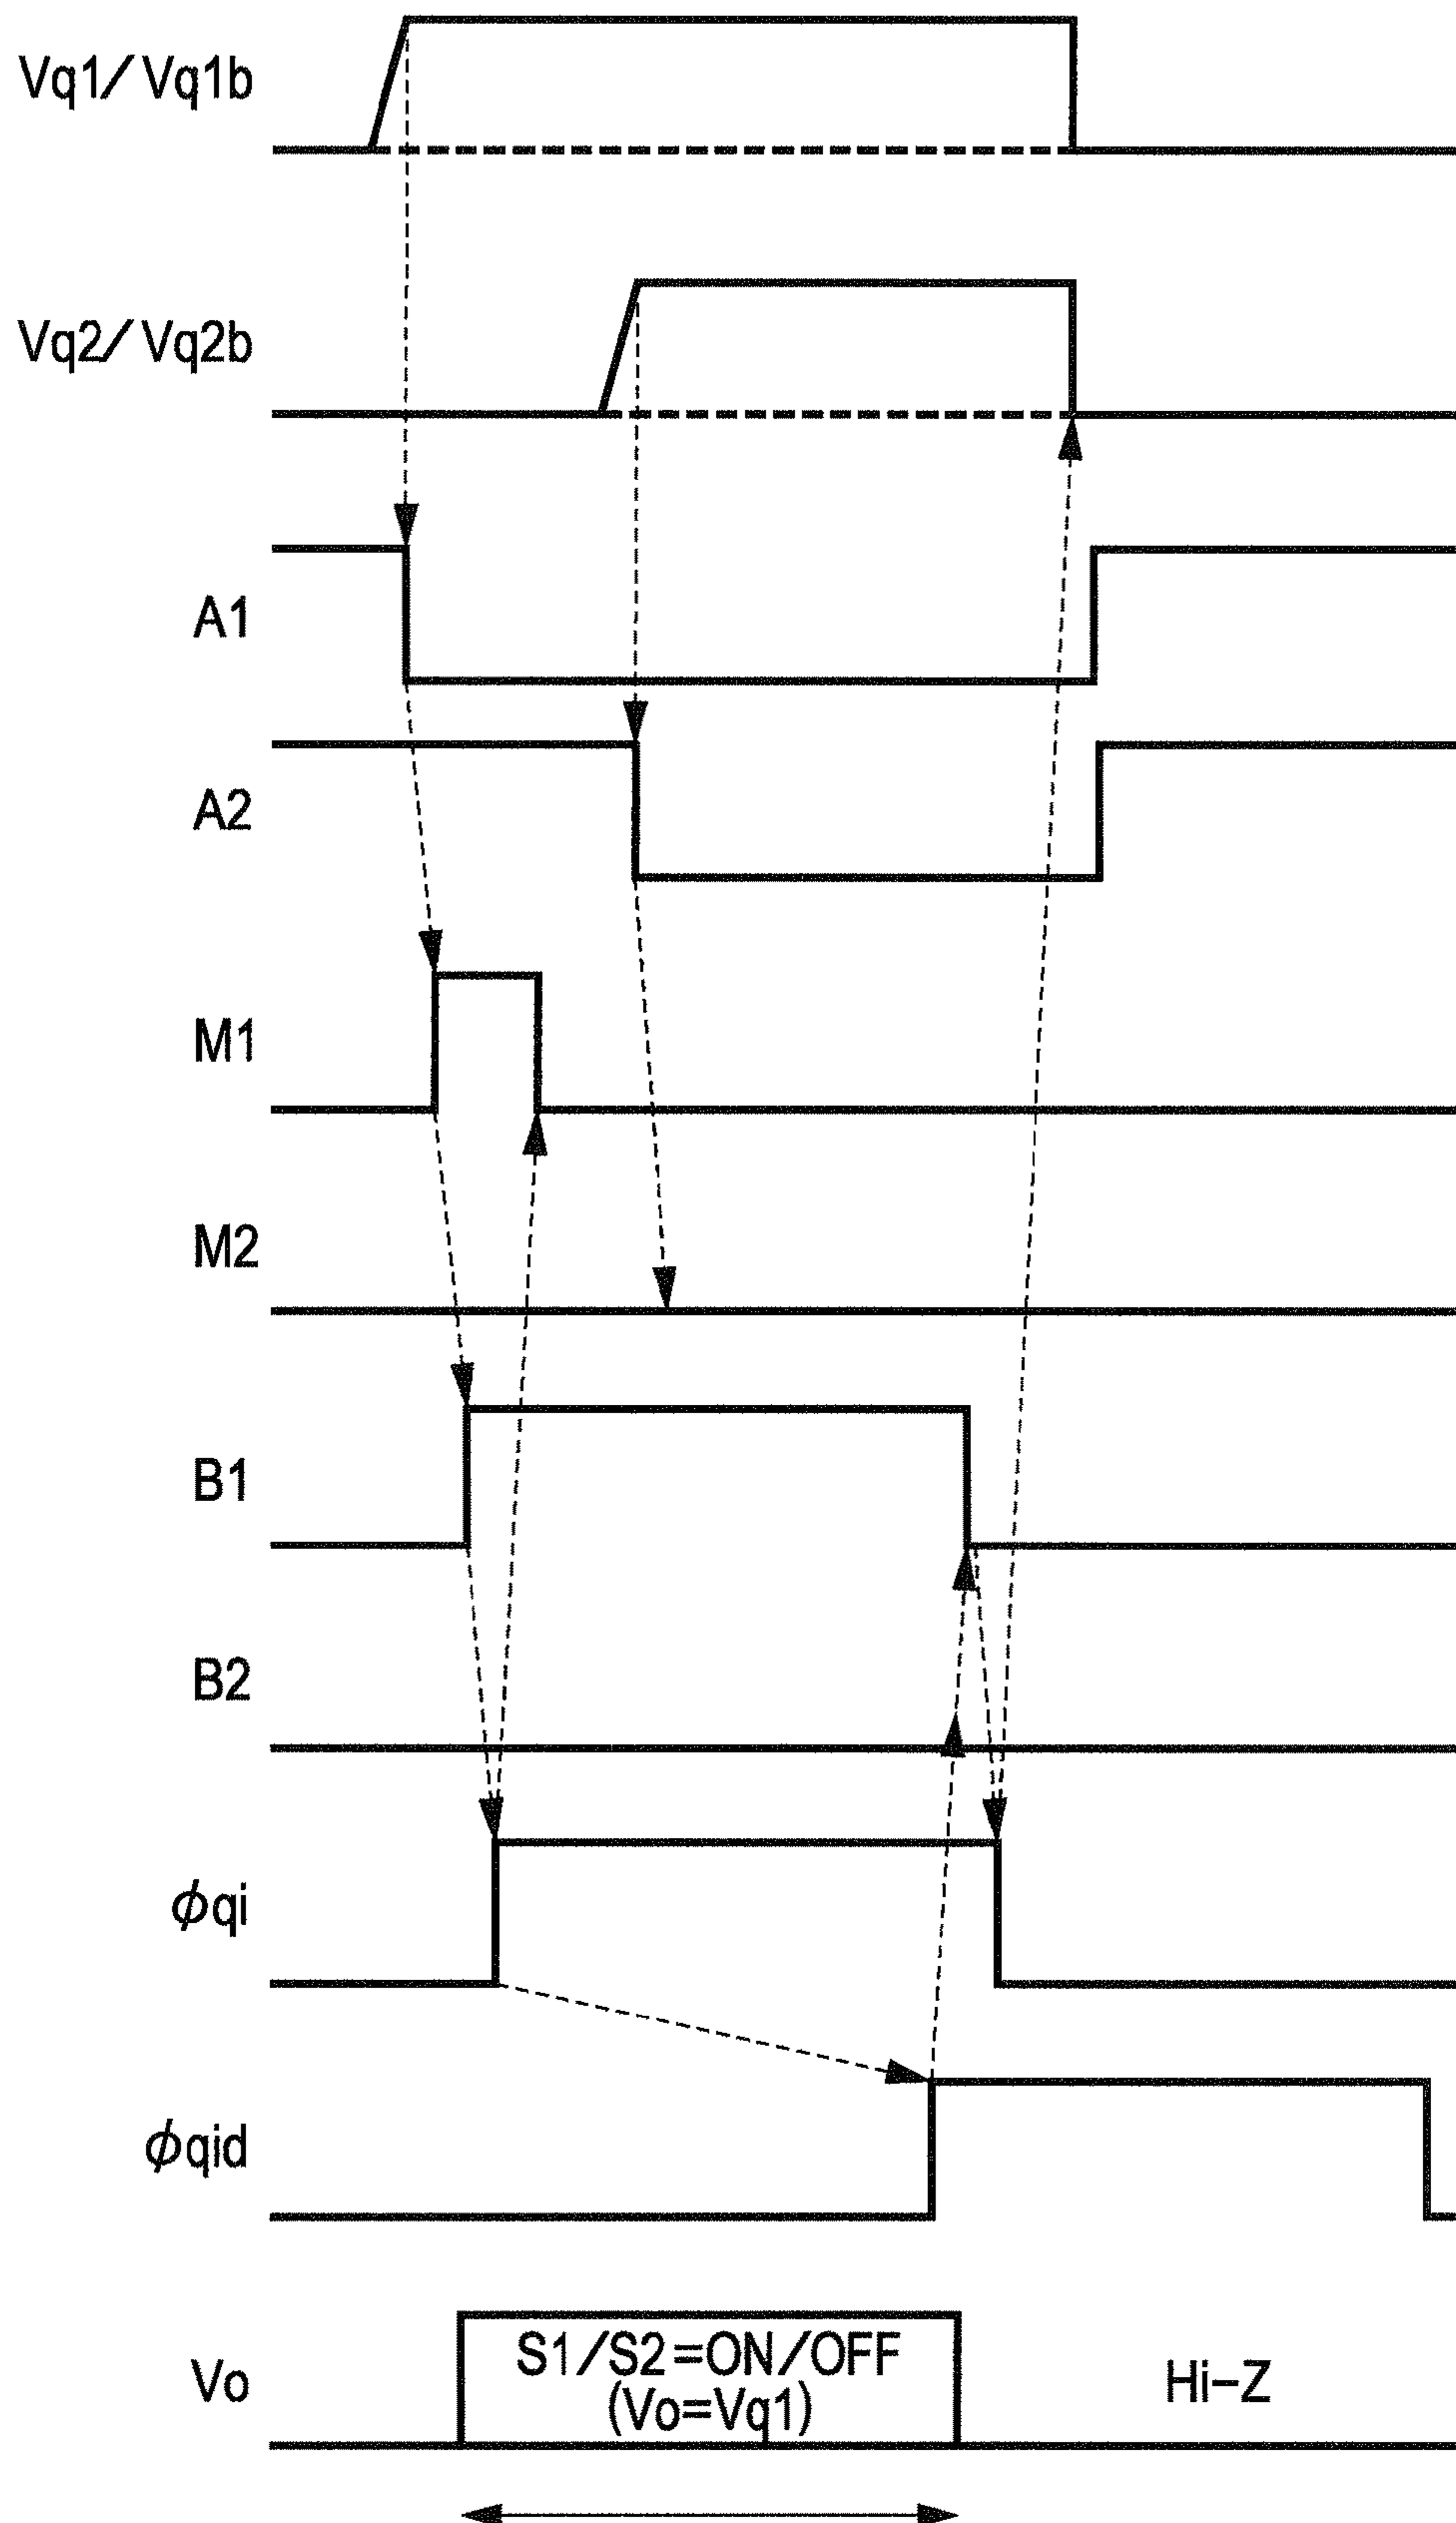 Vq1/Vq1b
Vq2/Vq2b
A1
A2
M1
M2
B1
B2
ϕqi
ϕqid
Vo
S1/S2=ON/OFF
(Vo=Vq1)
Hi-Z